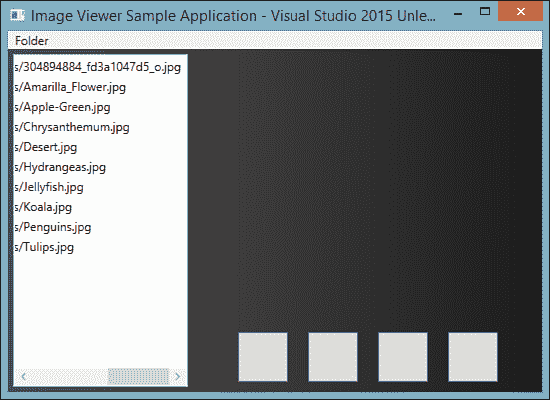 Image Viewer Sample Application - Visual Studio 2015 Unle...
Folder
s/304894884_fd3a1047d5_o.jpg
s/Amarilla_Flower.jpg
s/Apple-Green.jpg
s/Chrysanthemum.jpg
s/Desert.jpg
s/Hydrangeas.jpg
s/Jellyfish.jpg
s/Koala.jpg
s/Penguins.jpg
s/Tulips.jpg